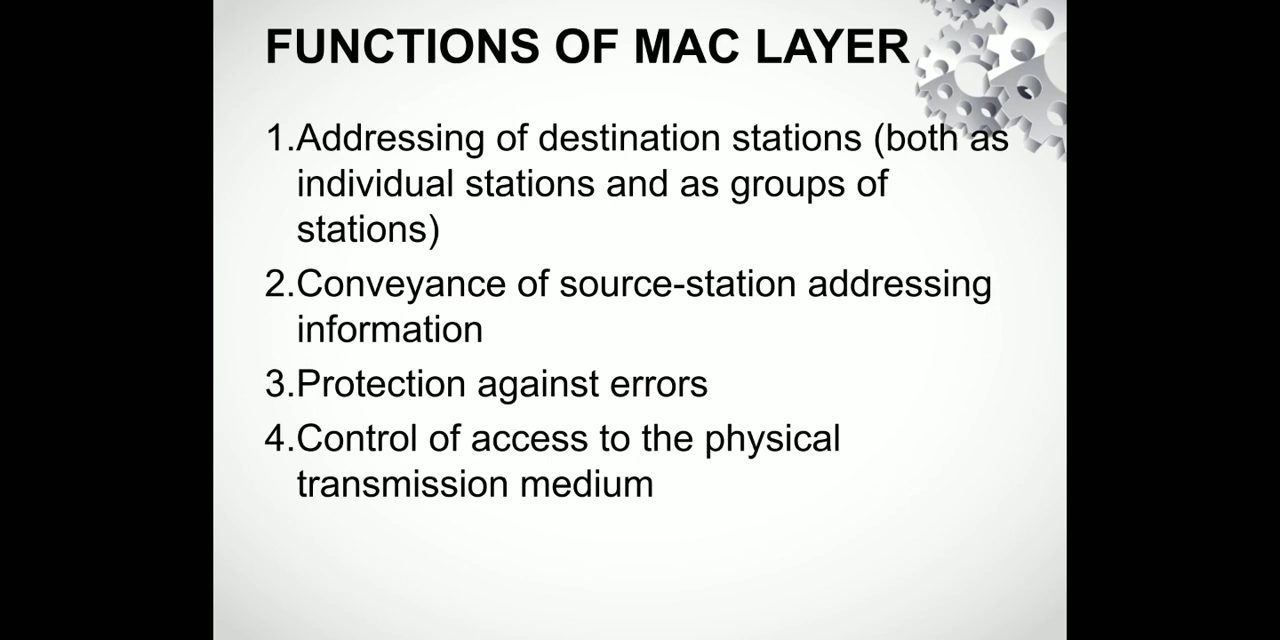 FUNCTIONS OF MAC LAYER
1.Addressing of destination stations (both as
individual stations and as groups of
stations)
2.Conveyance of source-station addressing
information
3.Protection against errors
4.Control of access to the physical
transmission medium